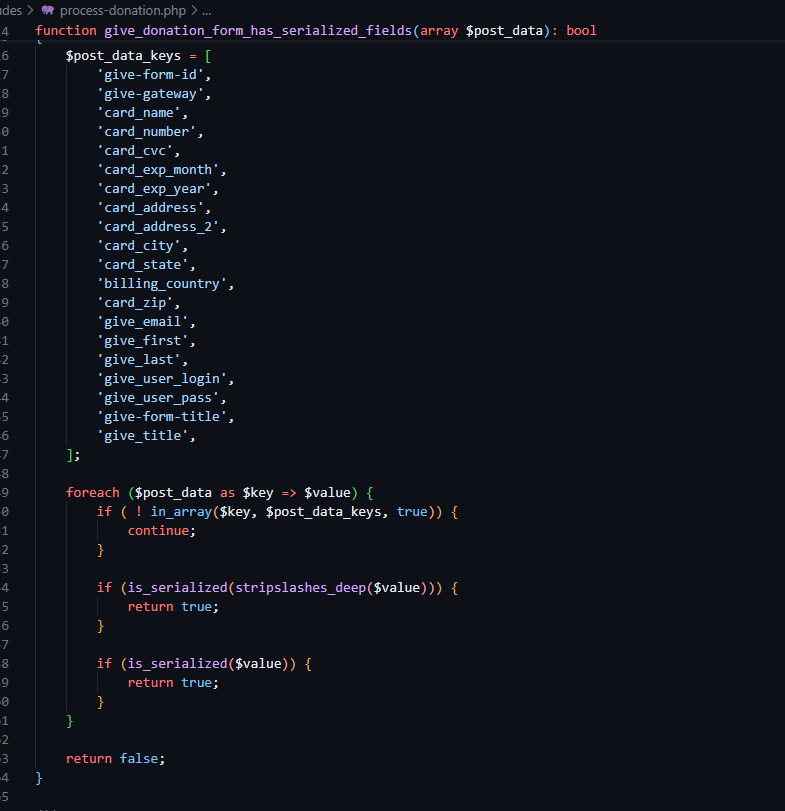 udes > process-donation.php > ...
4 function give_donation_form_has_serialized_fields(array $post_data): bool
{
6 $post_data_keys = [
7 'give-form-id',
8 'give-gateway',
9 'card_name',
0 'card_number',
1 'card_cvc',
2 'card_exp_month',
3 'card_exp_year',
4 'card_address',
5 'card_address_2',
6 'card_city',
7 'card_state',
8 'billing_country',
9 'card_zip',
0 'give_email',
1 'give_first',
2 'give_last',
3 'give_user_login',
4 'give_user_pass',
5 'give-form-title',
6 'give_title',
7 ];
8
9 foreach ($post_data as $key => $value) {
0 if ( ! in_array($key, $post_data_keys, true)) {
1 continue;
2 }
3
4 if (is_serialized(stripslashes_deep($value))) {
5 return true;
6 }
7
8 if (is_serialized($value)) {
9 return true;
0 }
1 }
2
3 return false;
4 }
5